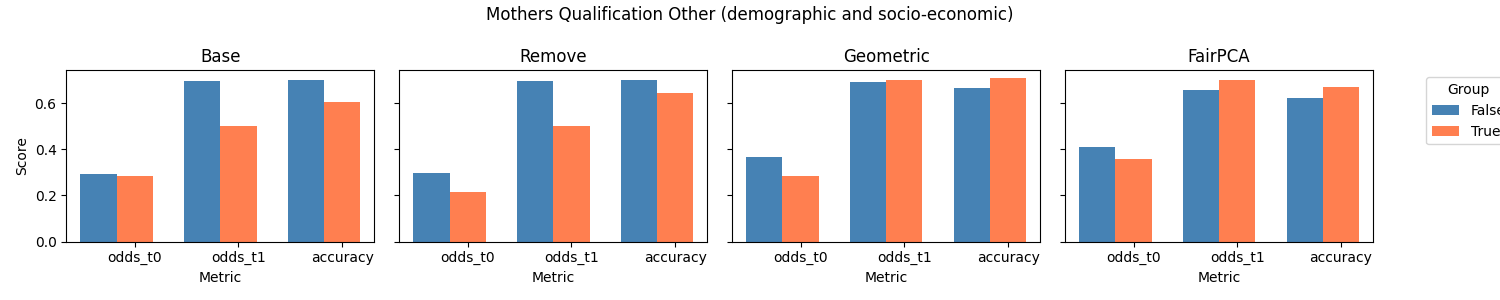 Mothers Qualification Other (demographic and socio-economic)
Base
Remove
Geometric
FairPCA
Score
0.6
0.4
0.2
0.0
odds_t0
odds_t1
accuracy
odds_t0
odds_t1
accuracy
odds_t0
odds_t1
accuracy
odds_t0
odds_t1
accuracy
Metric
Metric
Metric
Metric
Group
False
True